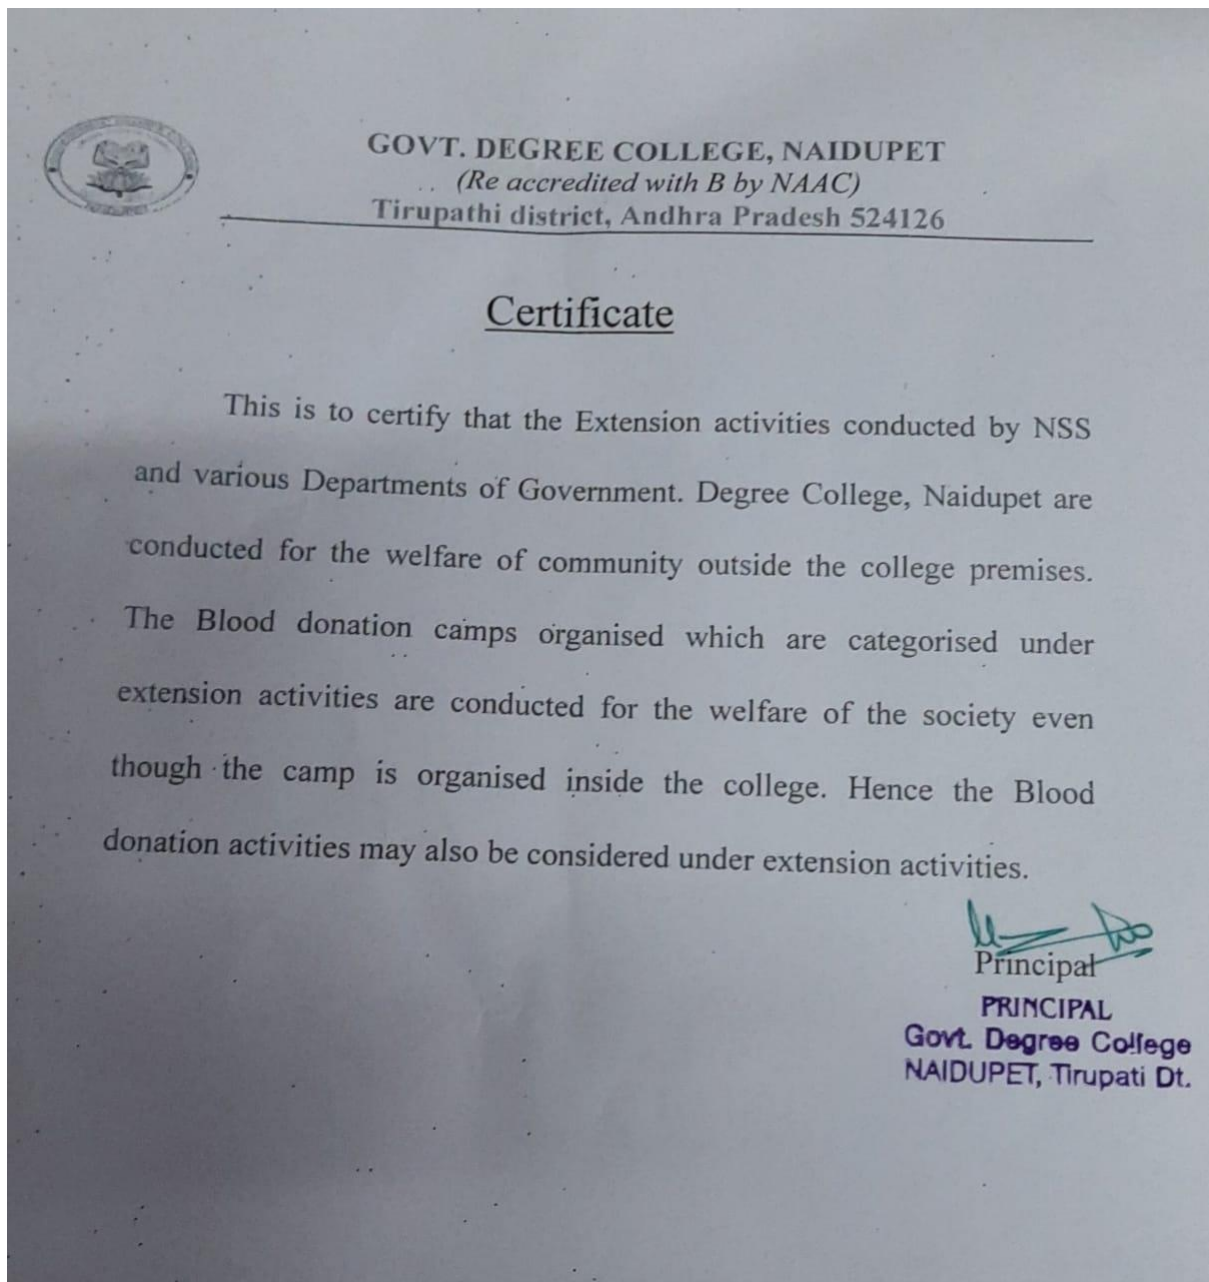 GOVT. DEGREE COLLEGE, NAIDUPET
(Re accredited with B by NAAC)
Tirupathi district, Andhra Pradesh 524126
Certificate
This is to certify that the Extension activities conducted by NSS
and various Departments of Government. Degree College, Naidupet are
conducted for the welfare of community outside the college premises.
The Blood donation camps organised which are categorised under
extension activities are conducted for the welfare of the society even
though the camp is organised inside the college. Hence the Blood
donation activities may also be considered under extension activities.
Principal
PRINCIPAL
Govt. Degree College
NAIDUPET, Tirupati Dt.